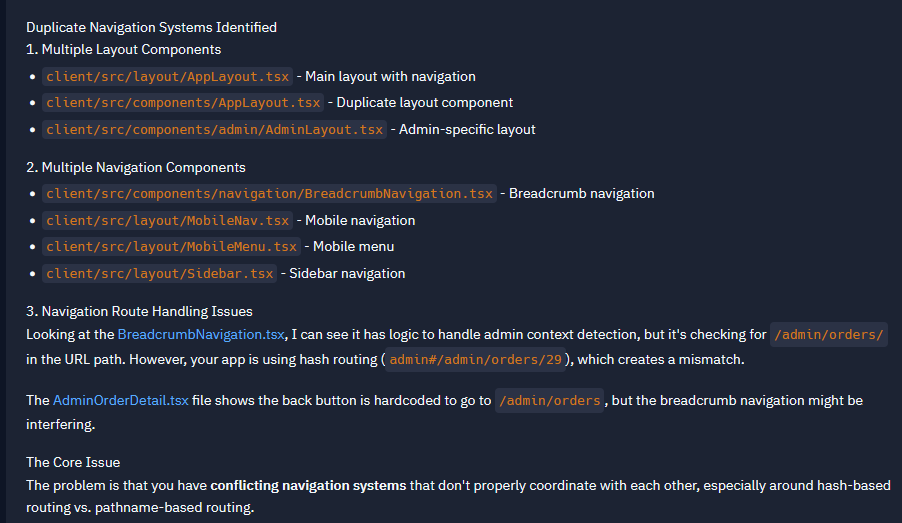 Duplicate Navigation Systems Identified
1. Multiple Layout Components
• client/src/layout/AppLayout.tsx - Main layout with navigation
• client/src/components/AppLayout.tsx - Duplicate layout component
• client/src/components/admin/AdminLayout.tsx - Admin-specific layout
2. Multiple Navigation Components
• client/src/components/navigation/BreadcrumbNavigation.tsx - Breadcrumb navigation
• client/src/layout/MobileNav.tsx - Mobile navigation
• client/src/layout/MobileMenu.tsx - Mobile menu
• client/src/layout/Sidebar.tsx - Sidebar navigation
3. Navigation Route Handling Issues
Looking at the BreadcrumbNavigation.tsx, I can see it has logic to handle admin context detection, but it's checking for /admin/orders/
in the URL path. However, your app is using hash routing (admin#/admin/orders/29), which creates a mismatch.
The AdminOrderDetail.tsx file shows the back button is hardcoded to go to /admin/orders, but the breadcrumb navigation might be
interfering.
The Core Issue
The problem is that you have conflicting navigation systems that don't properly coordinate with each other, especially around hash-based
routing vs. pathname-based routing.